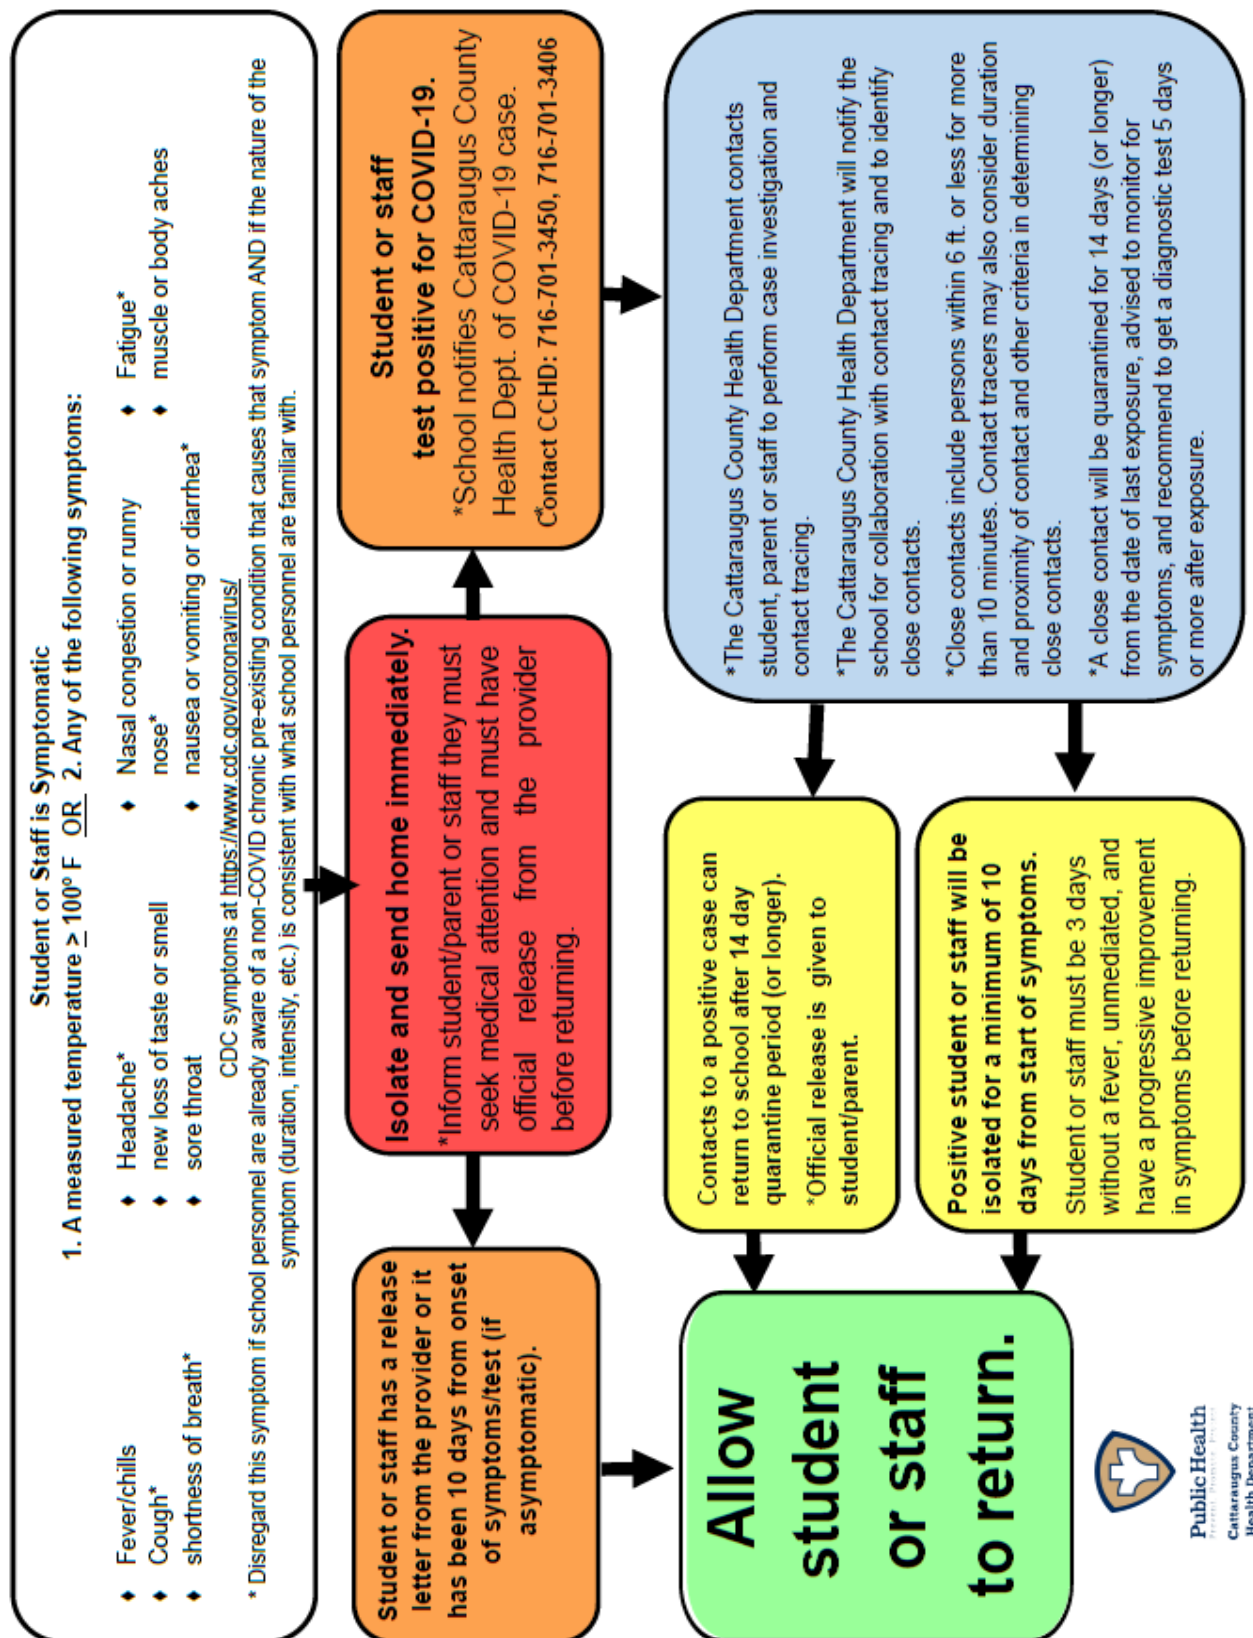 Student or Staff is Symptomatic
1. A measured temperature ≥ 100° F OR 2. Any of the following symptoms:
♦ Fever/chills
♦ Cough*
♦ shortness of breath*
♦ Headache*
♦ new loss of taste or smell
♦ sore throat
♦ Nasal congestion or runny
nose*
♦ nausea or vomiting or diarrhea*
♦ Fatigue*
♦ muscle or body aches
CDC symptoms at https://www.cdc.gov/coronavirus/
* Disregard this symptom if school personnel are already aware of a non-COVID chronic pre-existing condition that causes that symptom AND if the nature of the
symptom (duration, intensity, etc.) is consistent with what school personnel are familiar with.
Student or staff has a release
letter from the provider or it
has been 10 days from onset
of symptoms/test (if
asymptomatic).
Isolate and send home immediately.
*Inform student/parent or staff they must
seek medical attention and must have
official release from the provider
before returning.
Student or staff
test positive for COVID-19.
*School notifies Cattaraugus County
Health Dept. of COVID-19 case.
*Contact CCHD: 716-701-3450, 716-701-3406
Allow
student
or staff
to return.
Contacts to a positive case can
return to school after 14 day
quarantine period (or longer).
*Official release is given to
student/parent.
Positive student or staff will be
isolated for a minimum of 10
days from start of symptoms.
Student or staff must be 3 days
without a fever, unmediated, and
have a progressive improvement
in symptoms before returning.
*The Cattaraugus County Health Department contacts
student, parent or staff to perform case investigation and
contact tracing.
*The Cattaraugus County Health Department will notify the
school for collaboration with contact tracing and to identify
close contacts.
*Close contacts include persons within 6 ft. or less for more
than 10 minutes. Contact tracers may also consider duration
and proximity of contact and other criteria in determining
close contacts.
*A close contact will be quarantined for 14 days (or longer)
from the date of last exposure, advised to monitor for
symptoms, and recommend to get a diagnostic test 5 days
or more after exposure.
Public Health
Prevent. Promote. Protect.
Cattaraugus County
Health Department